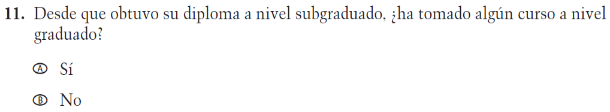 11. Desde que obtuvo su diploma a nivel subgraduado, ¿ha tomado algún curso a nivel
graduado?
Ⓐ Sí
Ⓑ No